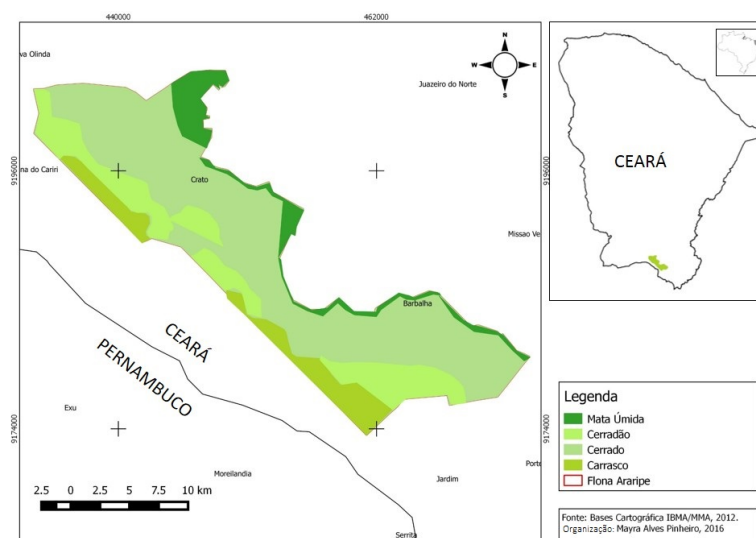 440000
462000
va Olinda
Juazeiro do Norte
N
W
E
S
CEARÁ
9196000
na do Cariri
Crato
9196000
Missao Ve
Barbalha
CEARÁ
PERNAMBUCO
Exu
9174000
9174000
Moreilandia
Jardim
Porte
Serrita
2.5 0 2.5 5 7.5 10 km
Legenda
Mata Úmida
Cerradão
Cerrado
Carrasco
Flona Araripe
Fonte: Bases Cartográfica IBMA/MMA, 2012.
Organização: Mayra Alves Pinheiro, 2016